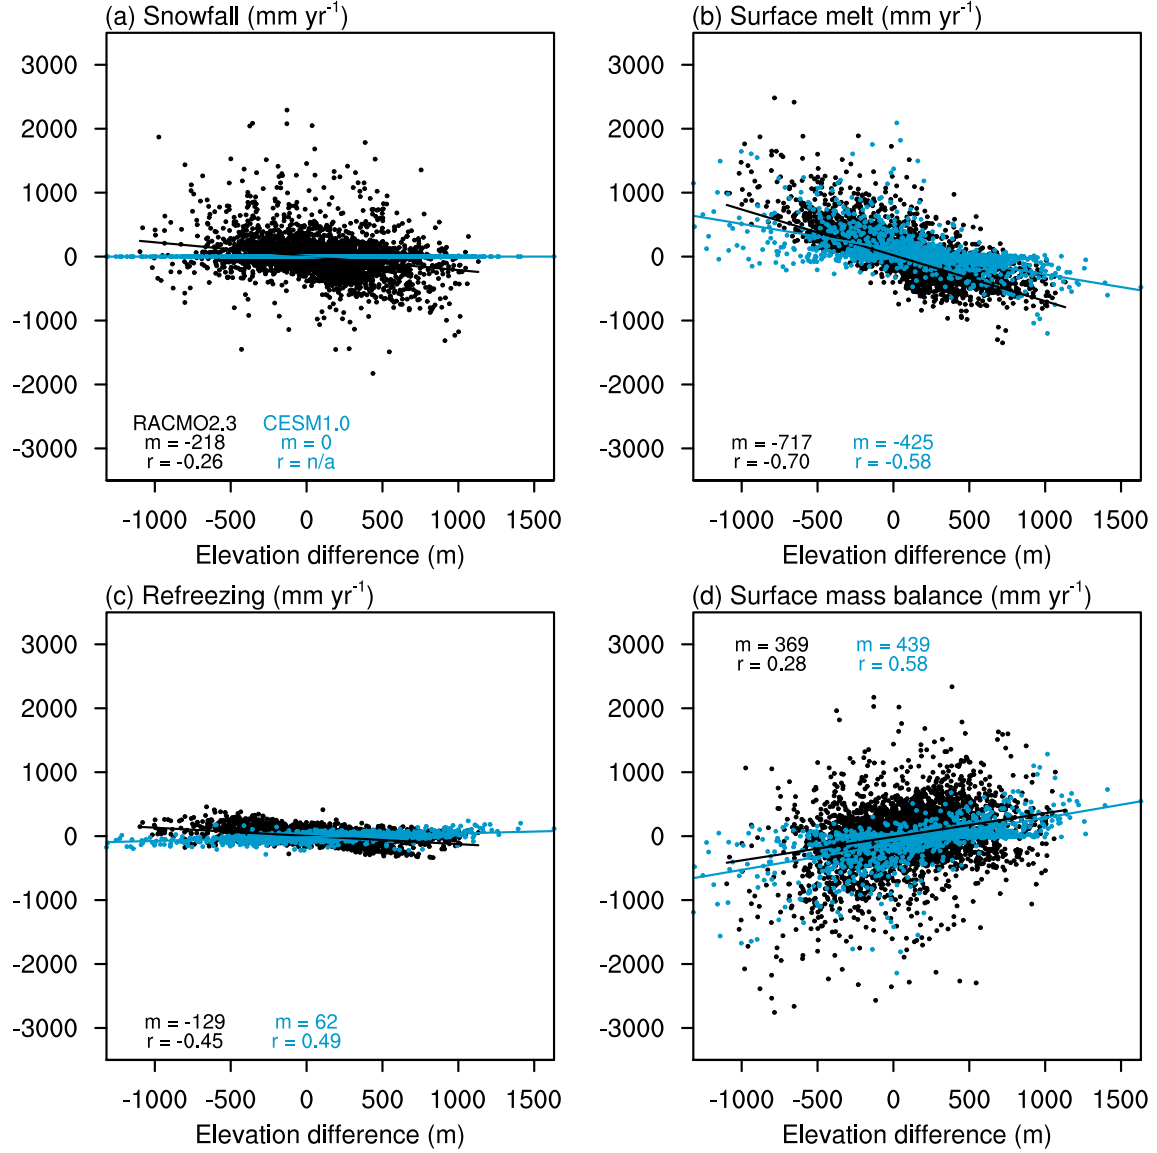 (a) Snowfall (mm yr-1)
3000
2000
1000
0
-1000
-2000
-3000
RACMO2.3 CESM1.0
m = -218 m = 0
r = -0.26 r = n/a
-1000 -500 0 500 1000 1500
Elevation difference (m)
(b) Surface melt (mm yr-1)
3000
2000
1000
0
-1000
-2000
-3000
m = -717 m = -425
r = -0.70 r = -0.58
-1000 -500 0 500 1000 1500
Elevation difference (m)
(c) Refreezing (mm yr-1)
3000
2000
1000
0
-1000
-2000
-3000
m = -129 m = 62
r = -0.45 r = 0.49
-1000 -500 0 500 1000 1500
Elevation difference (m)
(d) Surface mass balance (mm yr-1)
3000
2000
1000
0
-1000
-2000
-3000
m = 369 m = 439
r = 0.28 r = 0.58
-1000 -500 0 500 1000 1500
Elevation difference (m)